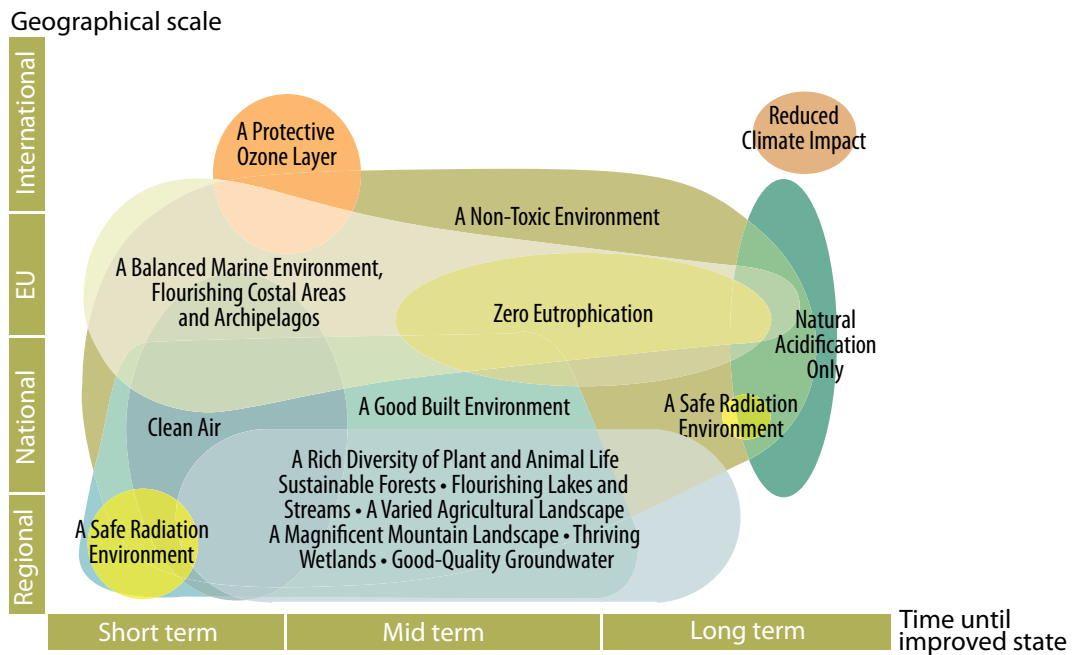 Geographical scale
International
EU
National
Regional
A Protective
Ozone Layer
Reduced
Climate Impact
A Non-Toxic Environment
A Balanced Marine Environment,
Flourishing Costal Areas
and Archipelagos
Zero Eutrophication
Natural
Acidification
Only
A Good Built Environment
Clean Air
A Safe Radiation
Environment
A Rich Diversity of Plant and Animal Life
Sustainable Forests • Flourishing Lakes and
Streams • A Varied Agricultural Landscape
A Magnificent Mountain Landscape • Thriving
Wetlands • Good-Quality Groundwater
A Safe Radiation
Environment
Short term
Mid term
Long term
Time until
improved state